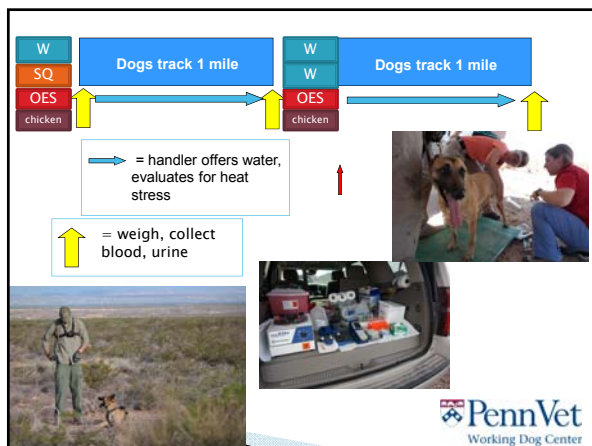 W
SQ
OES
chicken
Dogs track 1 mile
W
W
OES
chicken
Dogs track 1 mile
= handler offers water,
evaluates for heat
stress
= weigh, collect
blood, urine
PennVet
Working Dog Center